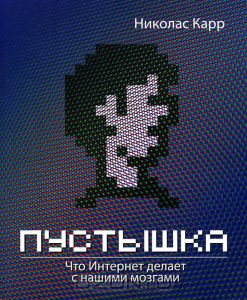 Николас Карр
ПУСТЫШКА
Что Интернет делает
с нашими мозгами